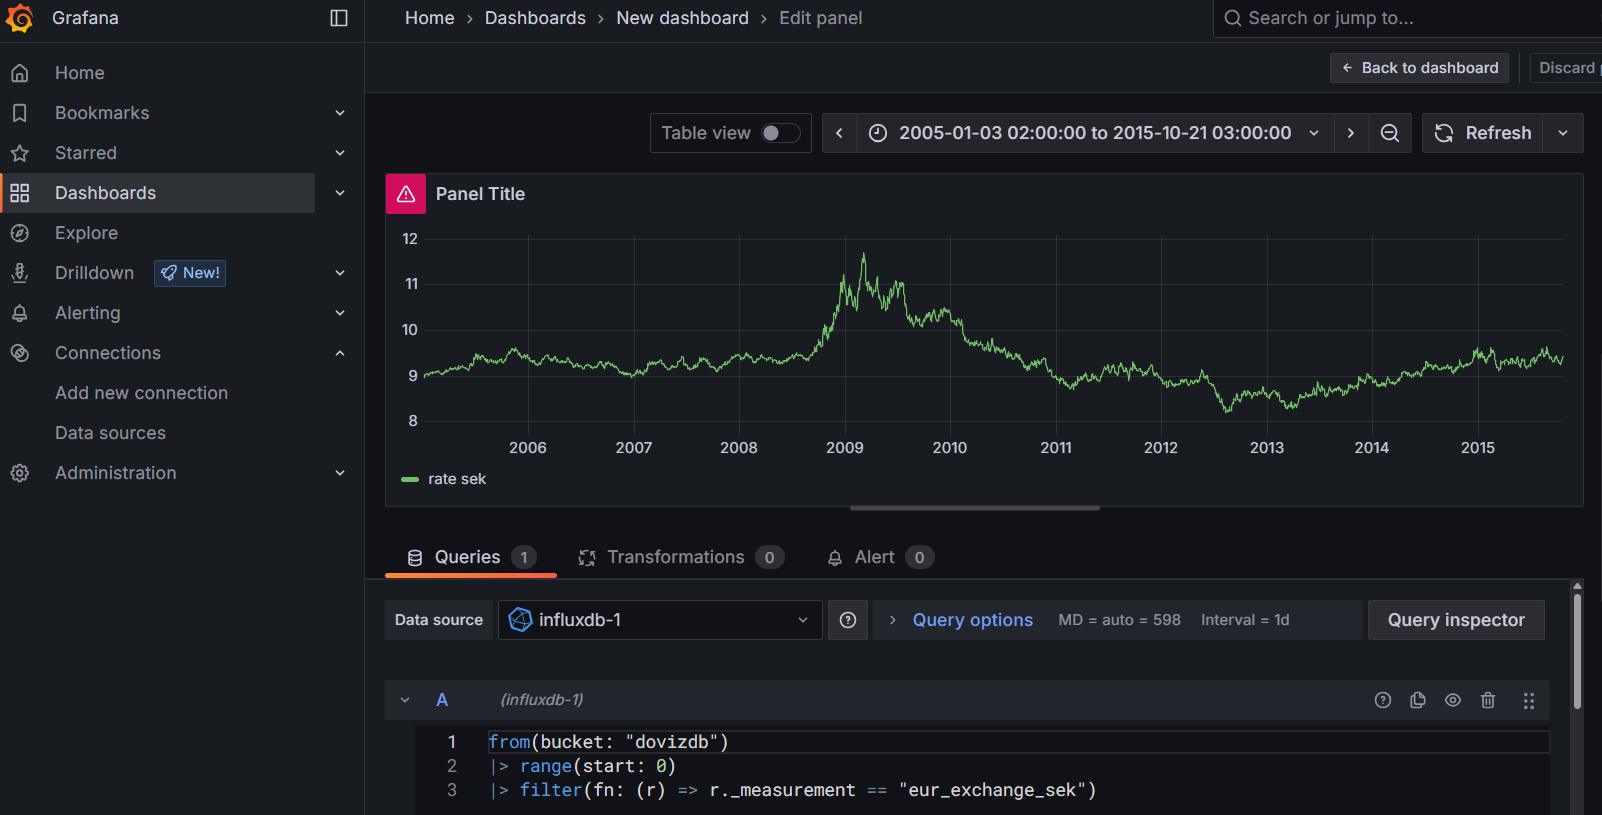 Grafana
Home › Dashboards › New dashboard › Edit panel
Search or jump to...
Back to dashboard
Discard
Home
Bookmarks
Starred
Dashboards
Explore
Drilldown New!
Alerting
Connections
Add new connection
Data sources
Administration
Table view
2005-01-03 02:00:00 to 2015-10-21 03:00:00
Refresh
Panel Title
12
11
10
9
8
2006 2007 2008 2009 2010 2011 2012 2013 2014 2015
rate sek
Queries 1
Transformations 0
Alert 0
Data source
influxdb-1
Query options MD = auto = 598 Interval = 1d
Query inspector
A (influxdb-1)
1 from(bucket: "dovizdb")
2 |> range(start: 0)
3 |> filter(fn: (r) => r._measurement == "eur_exchange_sek")